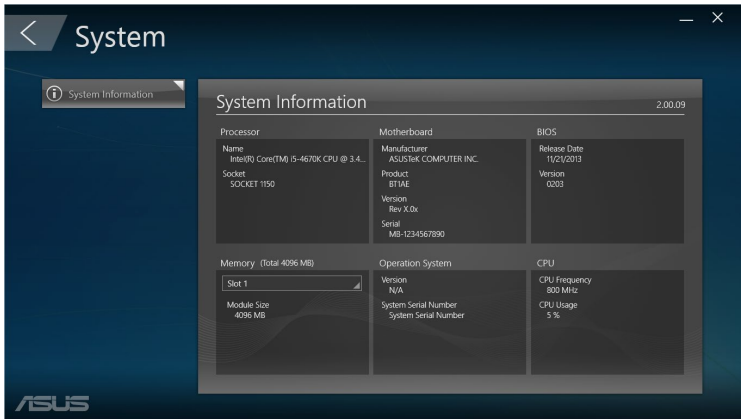 System
System Information
System Information
2.00.09
Processor
Name
Intel(R) Core(TM) i5-4670K CPU @ 3.4...
Socket
SOCKET 1150
Motherboard
Manufacturer
ASUSTeK COMPUTER INC.
Product
BT1AE
Version
Rev X.0x
Serial
MB-1234567890
BIOS
Release Date
11/21/2013
Version
0203
Memory (Total 4096 MB)
Slot 1
Module Size
4096 MB
Operation System
Version
N/A
System Serial Number
System Serial Number
CPU
CPU Frequency
800 MHz
CPU Usage
5 %
ASUS